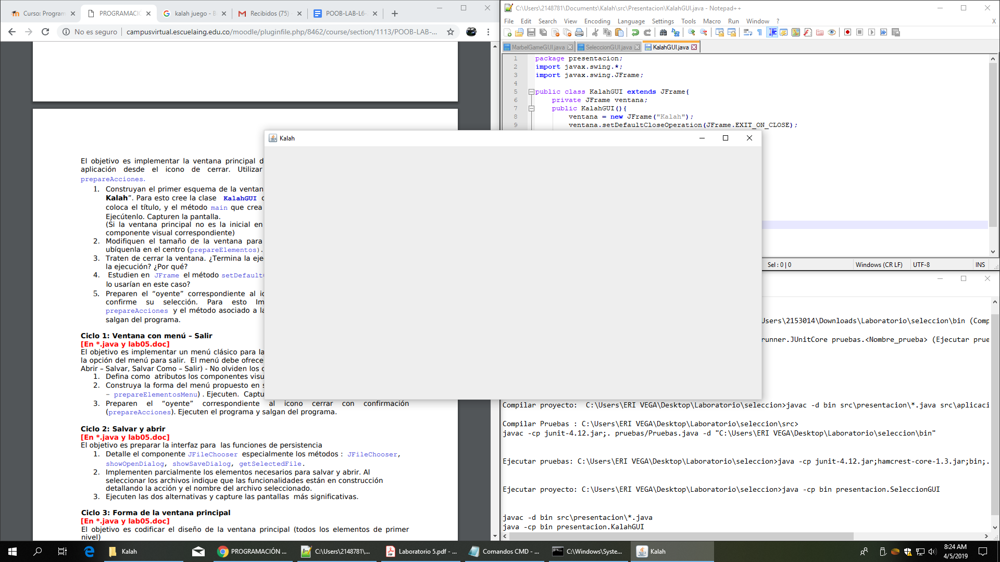 Curso: Program
PROGRAMACIÓ
kalah juego - B
Recibidos (75)
POOB-LAB-L6-
No es seguro
campusvirtual.escuelaing.edu.co/moodle/pluginfile.php/8462/course/section/1113/POOB-LAB-...
El objetivo es implementar la ventana principal d
aplicación desde el icono de cerrar. Utilizar
prepareAcciones.
1. Construyan el primer esquema de la ventan
Kalah”. Para esto cree la clase KalahGUI c
coloca el título, y el método main que crea
Ejecútenlo. Capturen la pantalla.
(Si la ventana principal no es la inicial en
componente visual correspondiente)
2. Modifiquen el tamaño de la ventana para
ubíquenla en el centro (prepareElementos).
3. Traten de cerrar la ventana. ¿Termina la eje
la ejecución? ¿Por qué?
4. Estudien en JFrame el método setDefault
lo usarían en este caso?
5. Preparen el “oyente” correspondiente al ic
confirme su selección. Para esto Im
prepareAcciones y el método asociado a la
salgan del programa.
Ciclo 1: Ventana con menú – Salir
[En *.java y lab05.doc]
El objetivo es implementar un menú clásico para la
la opción del menú para salir. El menú debe ofrece
Abrir – Salvar, Salvar Como – Salir) - No olviden los
1. Defina como atributos los componentes visu
2. Construya la forma del menú propuesto en
– prepareElementosMenu) . Ejecuten. Captu
3. Preparen el “oyente” correspondiente al icono cerrar con confirmación
(prepareAcciones). Ejecuten el programa y salgan del programa.
Ciclo 2: Salvar y abrir
[En *.java y lab05.doc]
El objetivo es preparar la interfaz para las funciones de persistencia
1. Detalle el componente JFileChooser especialmente los métodos : JFileChooser,
showOpenDialog, showSaveDialog, getSelectedFile.
2. Implementen parcialmente los elementos necesarios para salvar y abrir. Al
seleccionar los archivos indique que las funcionalidades están en construcción
detallando la acción y el nombre del archivo seleccionado.
3. Ejecuten las dos alternativas y capture las pantallas más significativas.
Ciclo 3: Forma de la ventana principal
[En *.java y lab05.doc]
El objetivo es codificar el diseño de la ventana principal (todos los elementos de primer
nivel)
C:\Users\2148781\Documents\Kalah\src\Presentacion\KalahGUI.java - Notepad++
File Edit Search View Encoding Language Settings Tools Macro Run Window ?
X
MarbelGameGUI.java SeleccionGUI.java KalahGUI.java
1 package presentacion;
2 import javax.swing.*;
3 import javax.swing.JFrame;
4
5 public class KalahGUI extends JFrame{
6 private JFrame ventana;
7 public KalahGUI(){
8 ventana = new JFrame("Kalah");
9 ventana.setDefaultCloseOperation(JFrame.EXIT_ON_CLOSE);
Kalah
Sel : 0 | 0 Windows (CR LF) UTF-8 INS
Users\2153014\Downloads\Laboratorio\seleccion\bin (Comp
runner.JUnitCore pruebas.<Nombre_prueba> (Ejecutar prue
Compilar proyecto: C:\Users\ERI VEGA\Desktop\Laboratorio\seleccion>javac -d bin src\presentacion\*.java src\aplicaci
Compilar Pruebas : C:\Users\ERI VEGA\Desktop\Laboratorio\seleccion\src>
javac -cp junit-4.12.jar;. pruebas/Pruebas.java -d "C:\Users\ERI VEGA\Desktop\Laboratorio\seleccion\bin"
Ejecutar pruebas: C:\Users\ERI VEGA\Desktop\Laboratorio\seleccion>java -cp junit-4.12.jar;hamcrest-core-1.3.jar;bin;.
Ejecutar proyecto: C:\Users\ERI VEGA\Desktop\Laboratorio\seleccion>java -cp bin presentacion.SeleccionGUI
javac -d bin src\presentacion\*.java
java -cp bin presentacion.KalahGUI
Kalah
PROGRAMACIÓN ...
C:\Users\2148781\...
Laboratorio 5.pdf - ...
Comandos CMD - ...
C:\Windows\Syste...
Kalah
8:24 AM
4/5/2019